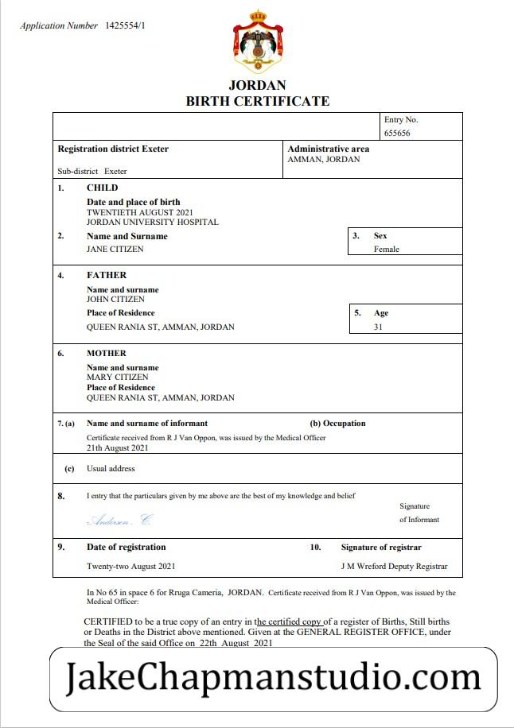 Application Number 1425554/1
JORDAN
BIRTH CERTIFICATE
Entry No.
655656
Registration district Exeter
Administrative area
AMMAN, JORDAN
Sub-district Exeter
1. CHILD
Date and place of birth
TWENTIETH AUGUST 2021
JORDAN UNIVERSITY HOSPITAL
2. Name and Surname
JANE CITIZEN
3. Sex
Female
4. FATHER
Name and surname
JOHN CITIZEN
Place of Residence
QUEEN RANIA ST, AMMAN, JORDAN
5. Age
31
6. MOTHER
Name and surname
MARY CITIZEN
Place of Residence
QUEEN RANIA ST, AMMAN, JORDAN
7. (a) Name and surname of informant (b) Occupation
Certificate received from R J Van Oppon, was issued by the Medical Officer
21th August 2021
(c) Usual address
8. I entry that the particulars given by me above are the best of my knowledge and belief
Anderson . C.
Signature
of Informant
9. Date of registration 10. Signature of registrar
Twenty-two August 2021 J M Wreford Deputy Registrar
In No 65 in space 6 for Rruga Cameria, JORDAN. Certificate received from R J Van Oppon, was issued by the
Medical Officer:
CERTIFIED to be a true copy of an entry in the certified copy of a register of Births, Still births
or Deaths in the District above mentioned. Given at the GENERAL REGISTER OFFICE, under
the Seal of the said Office on 22th August 2021
JakeChapmanstudio.com